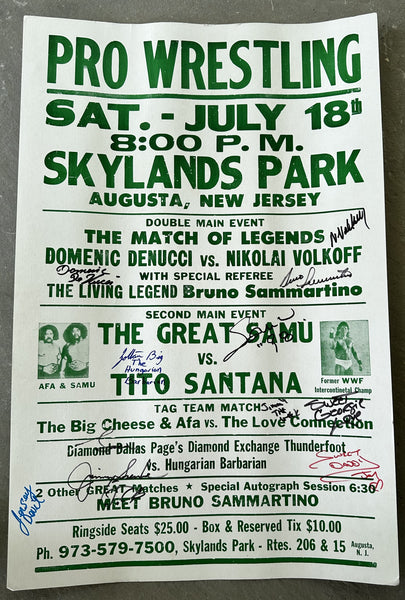 PRO WRESTLING
SAT. - JULY 18th
8:00 P. M.
SKYLANDS PARK
AUGUSTA, NEW JERSEY
DOUBLE MAIN EVENT
THE MATCH OF LEGENDS
DOMENIC DENUCCI vs. NIKOLAI VOLKOFF
WITH SPECIAL REFEREE
THE LIVING LEGEND Bruno Sammartino
SECOND MAIN EVENT
THE GREAT SAMU
vs.
TITO SANTANA
AFA & SAMU
Former WWF
Intercontinetal Champ
The Hungarian
Barbarian
TAG TEAM MATCH
The Big Cheese & Afa vs. The Love Connection
Diamond Dallas Page's Diamond Exchange Thunderfoot
vs. Hungarian Barbarian
2 Other GREAT Matches ★ Special Autograph Session 6:30
MEET BRUNO SAMMARTINO
Ringside Seats $25.00 - Box & Reserved Tix $10.00
Ph. 973-579-7500, Skylands Park - Rtes. 206 & 15 Augusta, N. J.